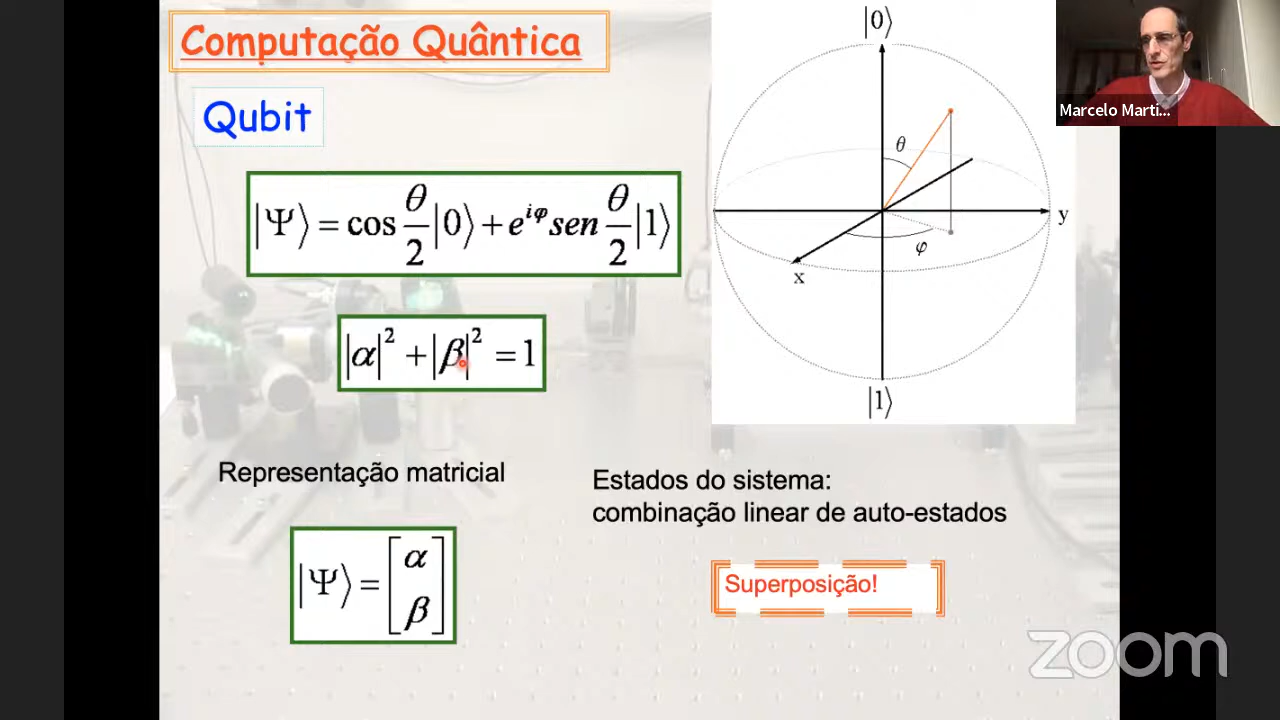 Computação Quântica
Qubit
|Ψ⟩ = cos θ/2 |0⟩ + e^{iφ} sen θ/2 |1⟩
|α|² + |β|² = 1
Representação matricial
|Ψ⟩ = [α
β]
|0⟩
θ
y
φ
x
|1⟩
Estados do sistema:
combinação linear de auto-estados
Superposição!
Marcelo Marti...
zoom